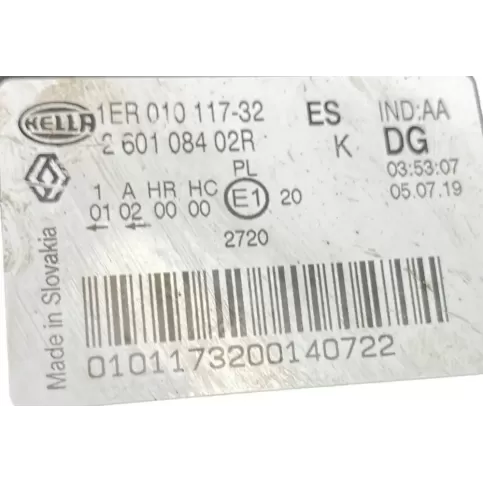 HELLA 1ER 010 117-32 ES IND:AA
2 601 084 02R K DG
PL 03:53:07
1 A HR HC E1 20 05.07.19
01 02 00 00
2720
Made in Slovakia
0101173200140722